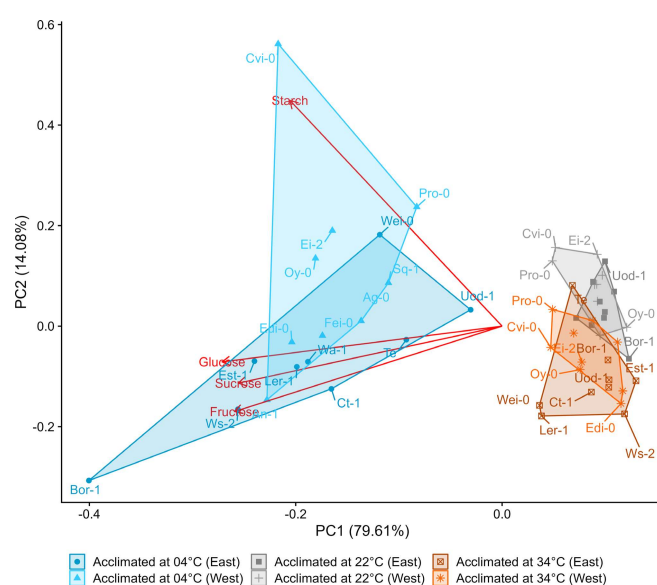 0.6
Cvi-0
Starch
0.4
Pro-0
Wei-0
0.2
Ei-2
Oy-0
Sq-1
Ag-0
Uod-1
PC2 (14.08%)
0.0
Edi-0
Fei-0
Wa-1
Te
Glucose
Est-1
Sucrose
Ler-1
Fructose
Ct-1
Ws-2
-0.2
Bor-1
Cvi-0
Ei-2
Pro-0
Uod-1
Te
Pro-0
Oy-0
Cvi-0
Ei-2
Bor-1
Bor-1
Est-1
Oy-0
Uod-1
Wei-0
Ct-1
Ler-1
Edi-0
Ws-2
-0.4
-0.2
0.0
PC1 (79.61%)
Acclimated at 04°C (East)
Acclimated at 22°C (East)
Acclimated at 34°C (East)
Acclimated at 04°C (West)
Acclimated at 22°C (West)
Acclimated at 34°C (West)